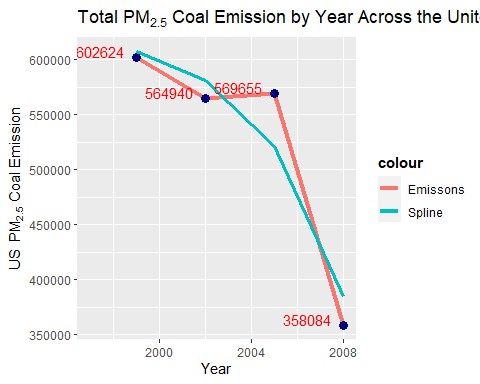 Total PM2.5 Coal Emission by Year Across the Unit
600000
550000
500000
450000
400000
350000
US PM2.5 Coal Emission
602624
564940
569655
358084
2000
2004
2008
Year
colour
Emissons
Spline